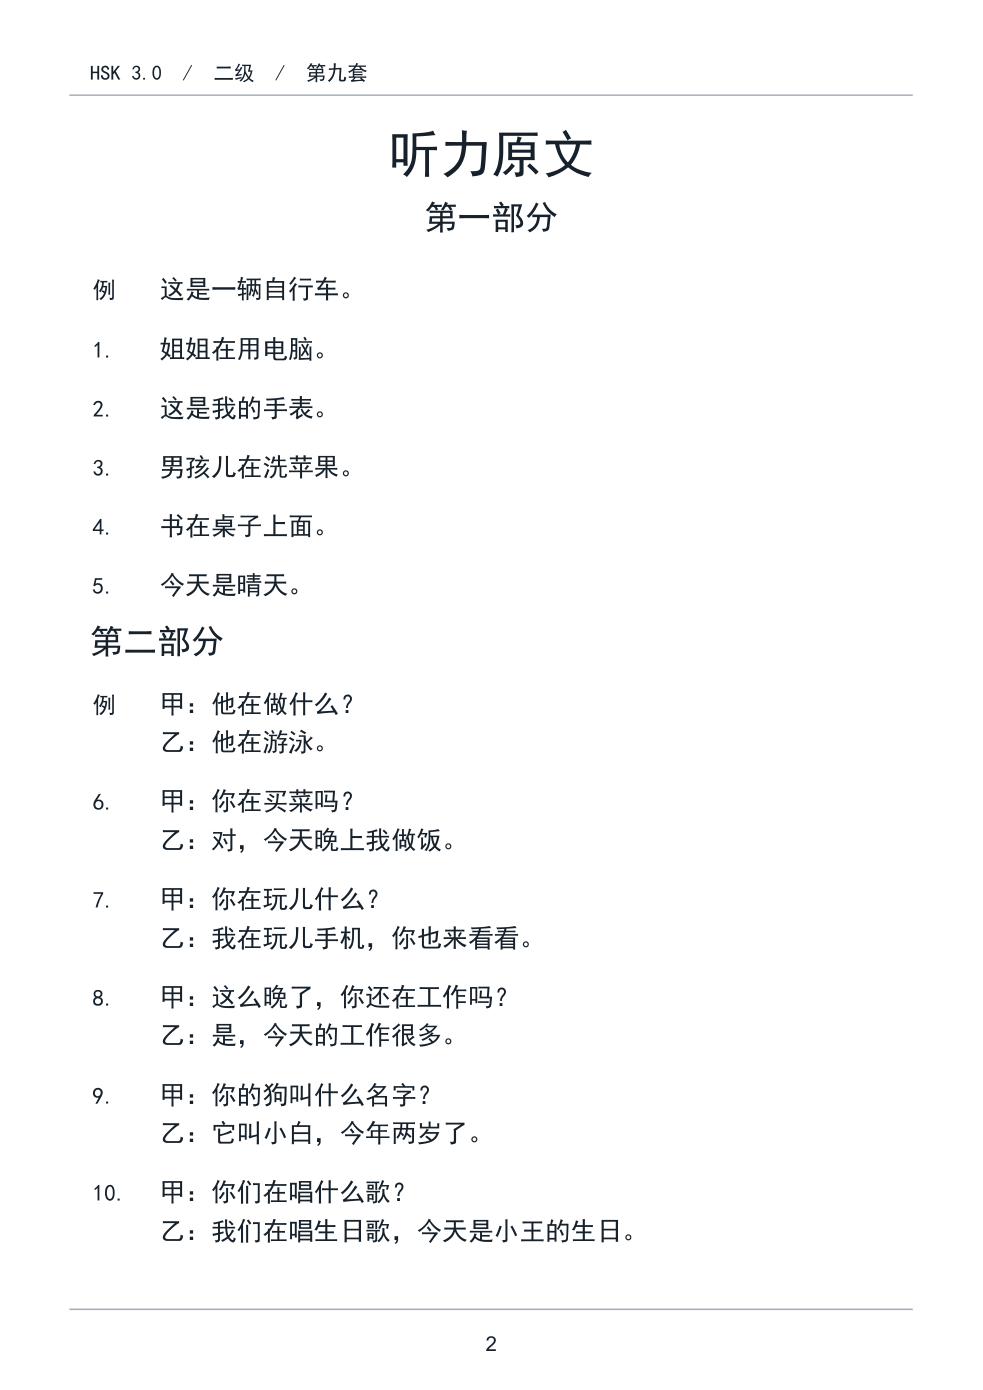 HSK 3.0 / 二级 / 第九套
听力原文
第一部分
例 这是一辆自行车。
1. 姐姐在用电脑。
2. 这是我的手表。
3. 男孩儿在洗苹果。
4. 书在桌子上面。
5. 今天是晴天。
第二部分
例 甲：他在做什么？
乙：他在游泳。
6. 甲：你在买菜吗？
乙：对，今天晚上我做饭。
7. 甲：你在玩儿什么？
乙：我在玩儿手机，你也来看看。
8. 甲：这么晚了，你还在工作吗？
乙：是，今天的工作很多。
9. 甲：你的狗叫什么名字？
乙：它叫小白，今年两岁了。
10. 甲：你们在唱什么歌？
乙：我们在唱生日歌，今天是小王的生日。
2